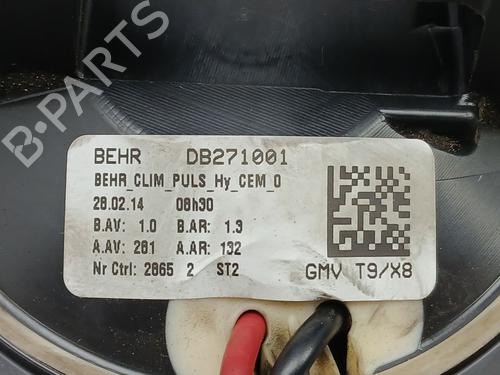 BEHR DB271001
BEHR_CLIM_PULS_Hy_CEM_0
28.02.14 08h30
B.AV: 1.0 B.AR: 1.3
A.AV: 281 A.AR: 132
Nr Ctrl: 2865 2 ST2
GMV T9/X8
B-PARTS